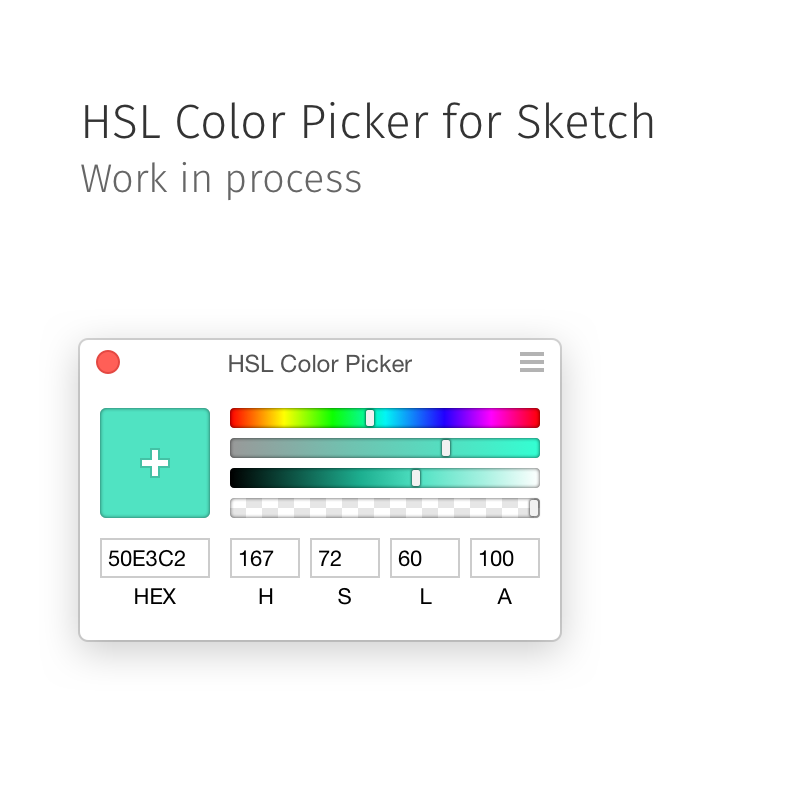 HSL Color Picker for Sketch
Work in process
HSL Color Picker
50E3C2 167 72 60 100
HEX H S L A